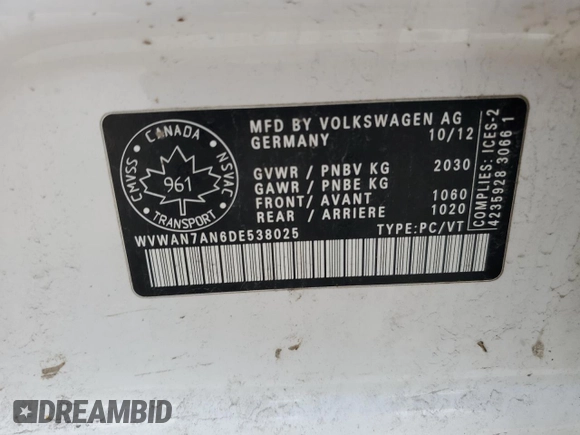 CANADA
CMVSS
NSVAC
961
TRANSPORT
MFD BY VOLKSWAGEN AG
GERMANY 10/12
GVWR / PNBV KG 2030
GAWR / PNBE KG
FRONT/ AVANT 1060
REAR / ARRIERE 1020
WVWAN7AN6DE538025 TYPE:PC/VT
COMPLIES: ICES-2
4235928 3066 1
DREAMBID